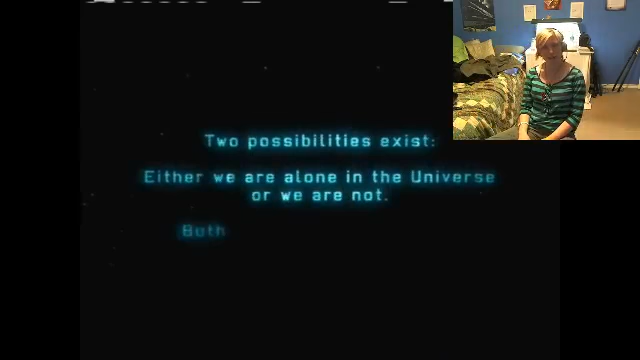 Two possibilities exist:
Either we are alone in the Universe
or we are not.
Both